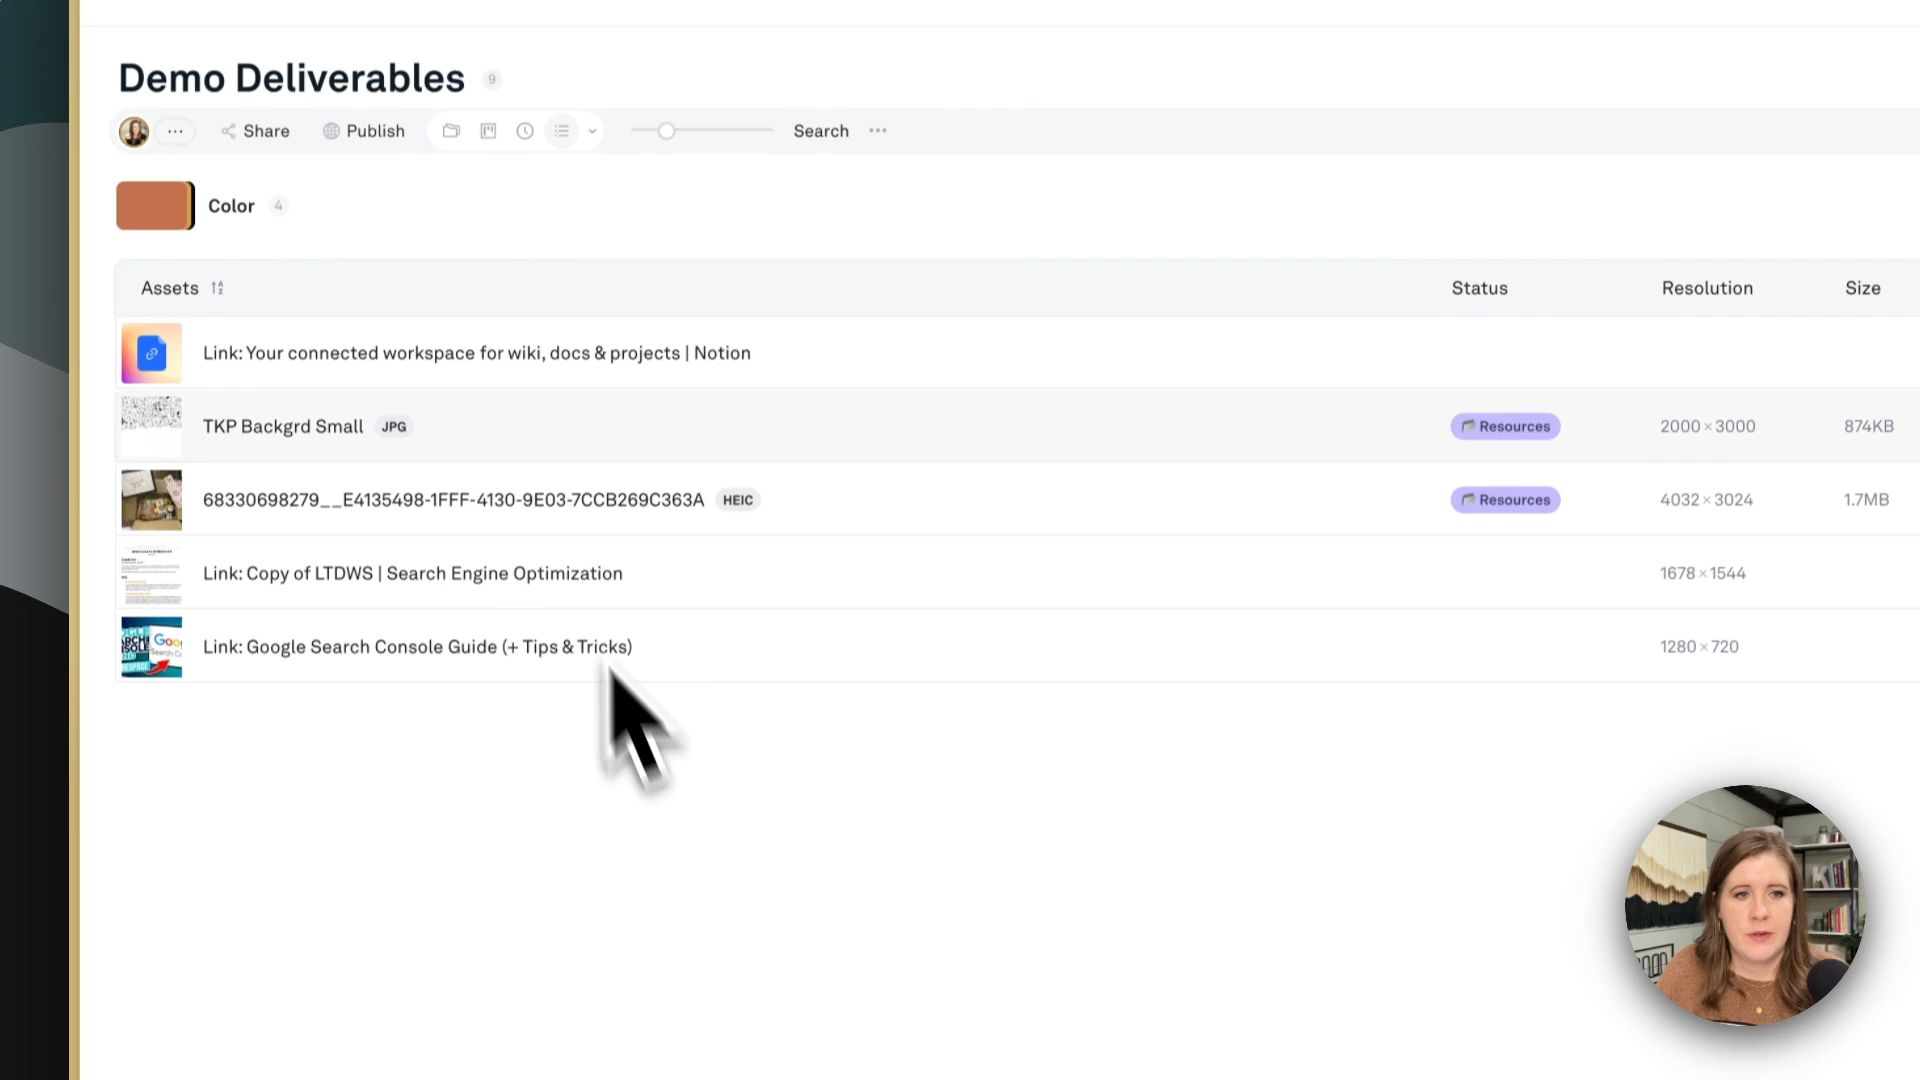 Demo Deliverables 9
Share Publish Search
Color 4
Assets Status Resolution Size
Link: Your connected workspace for wiki, docs & projects | Notion
TKP Backgrd Small JPG Resources 2000×3000 874KB
68330698279__E4135498-1FFF-4130-9E03-7CCB269C363A HEIC Resources 4032×3024 1.7MB
Link: Copy of LTDWS | Search Engine Optimization 1678×1544
Link: Google Search Console Guide (+ Tips & Tricks) 1280×720